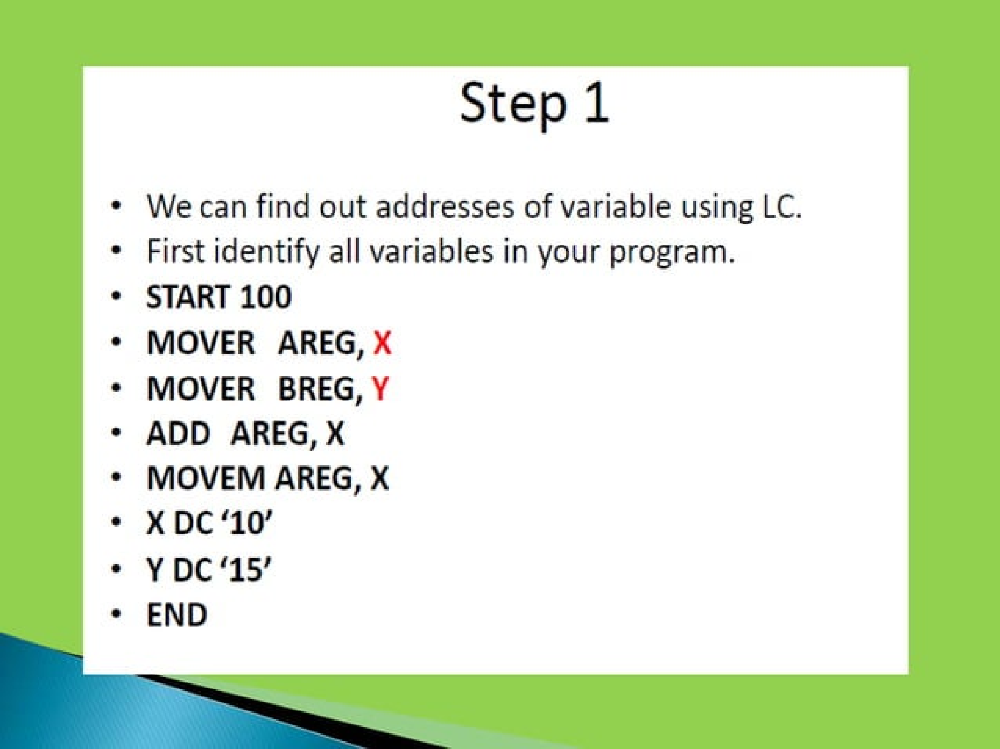 Step 1
• We can find out addresses of variable using LC.
• First identify all variables in your program.
• START 100
• MOVER AREG, X
• MOVER BREG, Y
• ADD AREG, X
• MOVEM AREG, X
• X DC ‘10’
• Y DC ‘15’
• END